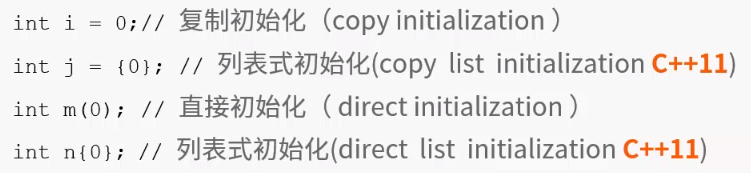 int i = 0;// 复制初始化（copy initialization ）
int j = {0}; // 列表式初始化(copy list initialization C++11)
int m(0); // 直接初始化（ direct initialization ）
int n{0}; // 列表式初始化(direct list initialization C++11)